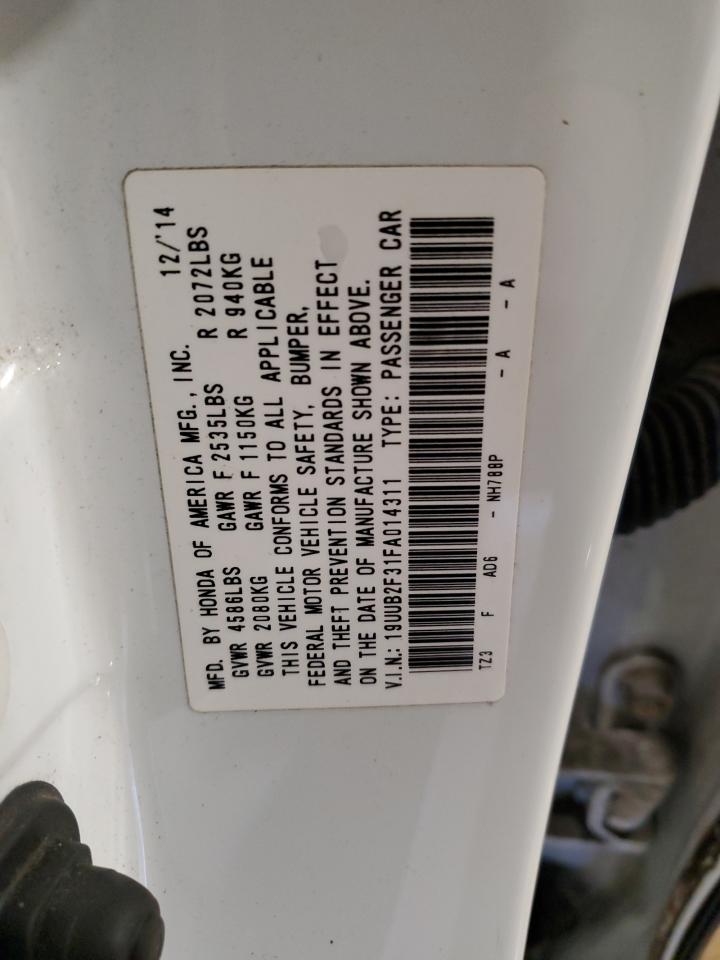 MFD. BY HONDA OF AMERICA MFG., INC. 12/'14
GVWR 4586LBS GAWR F 2535LBS R 2072LBS
GVWR 2080KG GAWR F 1150KG R 940KG
THIS VEHICLE CONFORMS TO ALL APPLICABLE
FEDERAL MOTOR VEHICLE SAFETY, BUMPER,
AND THEFT PREVENTION STANDARDS IN EFFECT
ON THE DATE OF MANUFACTURE SHOWN ABOVE.
V.I.N.: 19UUB2F31FA014311 TYPE: PASSENGER CAR
TZ3 F AD6 - NH788P - A - A